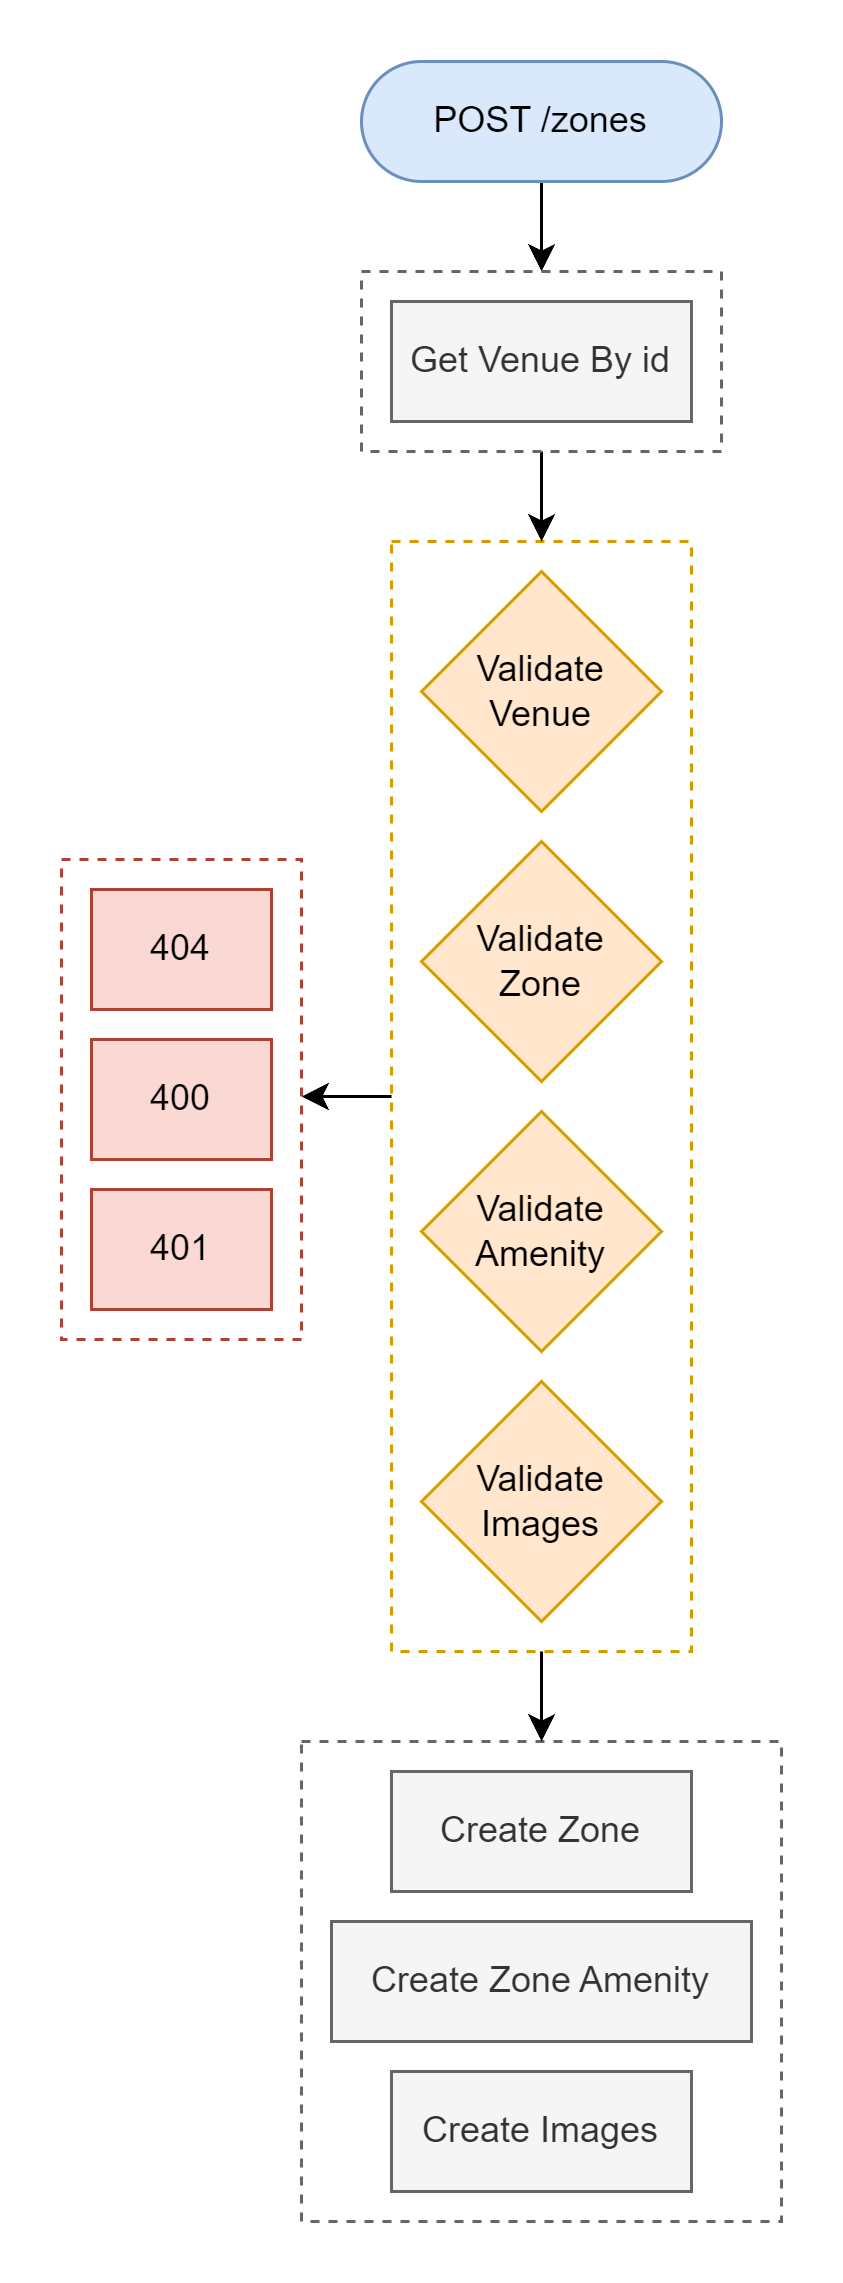 POST /zones
Get Venue By id
Validate
Venue
Validate
Zone
Validate
Amenity
Validate
Images
404
400
401
Create Zone
Create Zone Amenity
Create Images